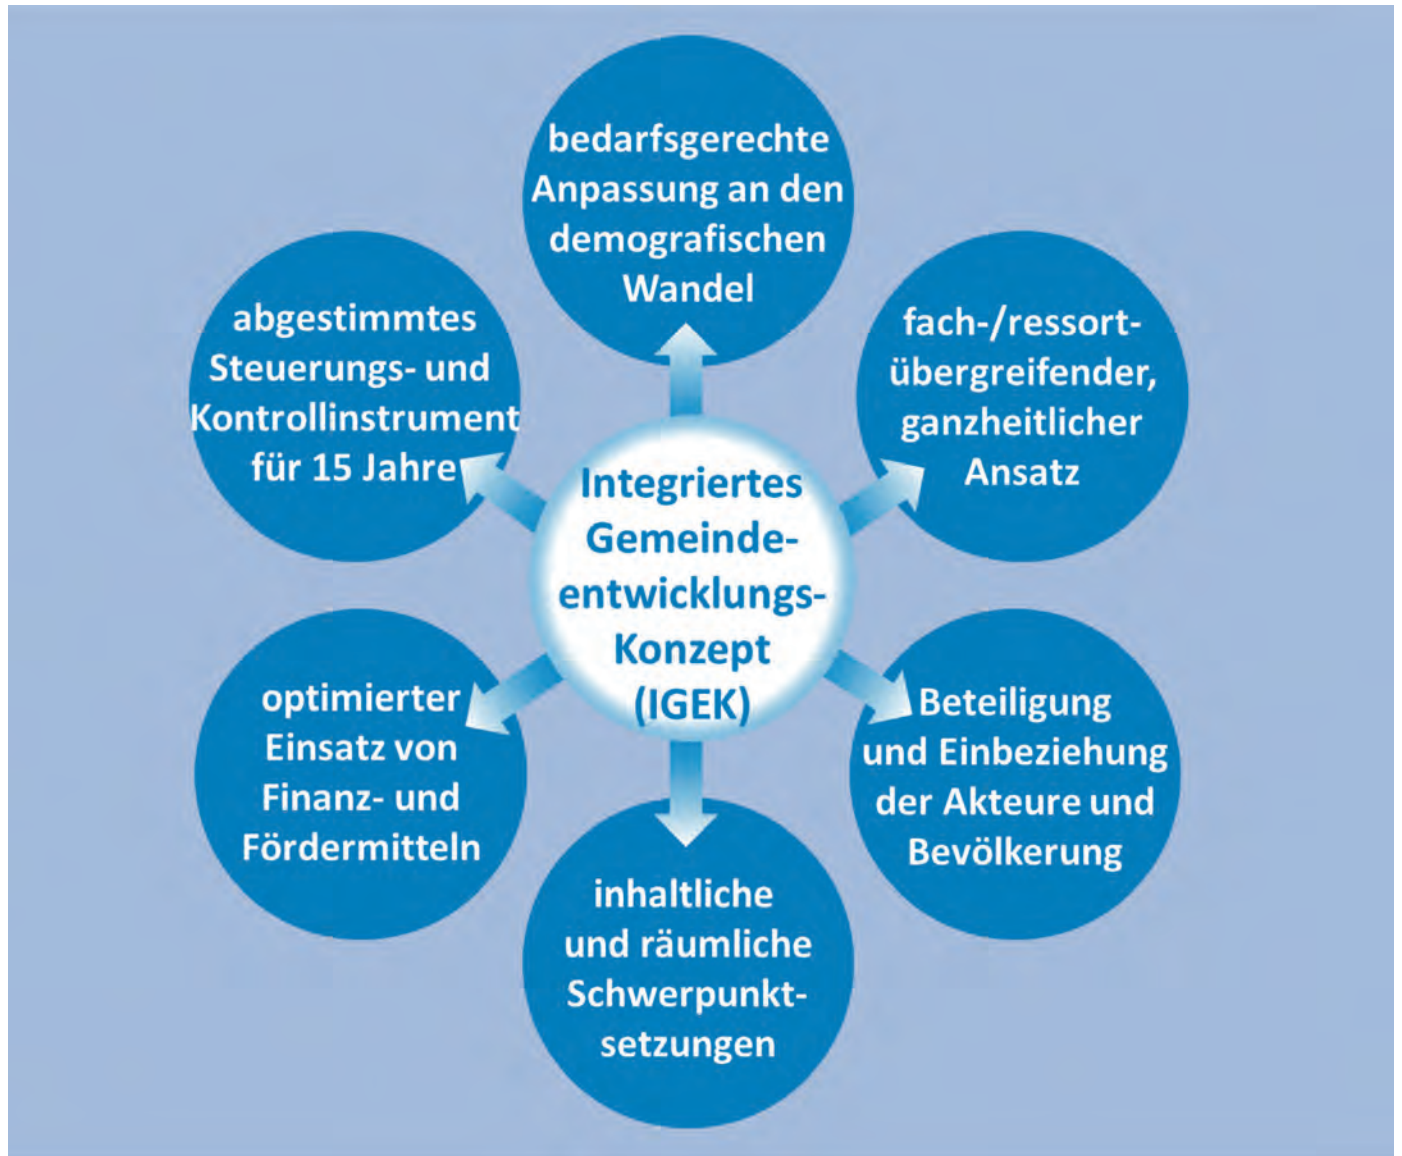 bedarfsgerechte
Anpassung an den
demografischen
Wandel
fach-/ressort-
übergreifender,
ganzheitlicher
Ansatz
Beteiligung
und Einbeziehung
der Akteure und
Bevölkerung
inhaltliche
und räumliche
Schwerpunkt-
setzungen
optimierter
Einsatz von
Finanz- und
Fördermitteln
abgestimmtes
Steuerungs- und
Kontrollinstrument
für 15 Jahre
Integriertes
Gemeinde-
entwicklungs-
Konzept
(IGEK)